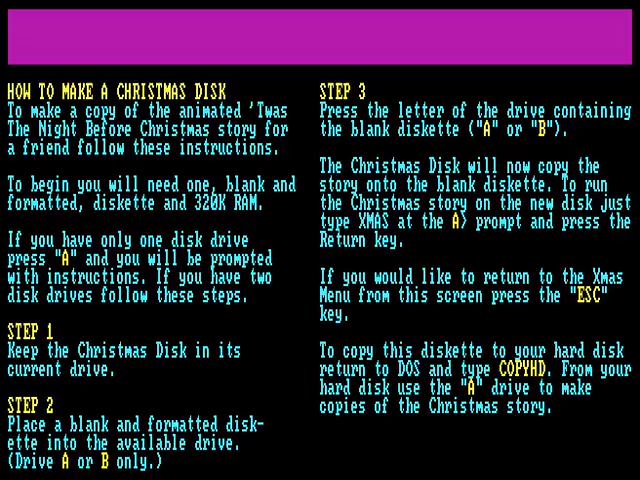 HOW TO MAKE A CHRISTMAS DISK
To make a copy of the animated 'Twas
The Night Before Christmas story for
a friend follow these instructions.
To begin you will need one, blank and
formatted, diskette and 320K RAM.
If you have only one disk drive
press "A" and you will be prompted
with instructions. If you have two
disk drives follow these steps.
STEP 1
Keep the Christmas Disk in its
current drive.
STEP 2
Place a blank and formatted disk-
ette into the available drive.
(Drive A or B only.)
STEP 3
Press the letter of the drive containing
the blank diskette ("A" or "B").
The Christmas Disk will now copy the
story onto the blank diskette. To run
the Christmas story on the new disk just
type XMAS at the A> prompt and press the
Return key.
If you would like to return to the Xmas
Menu from this screen press the "ESC"
key.
To copy this diskette to your hard disk
return to DOS and type COPYHD. From your
hard disk use the "A" drive to make
copies of the Christmas story.